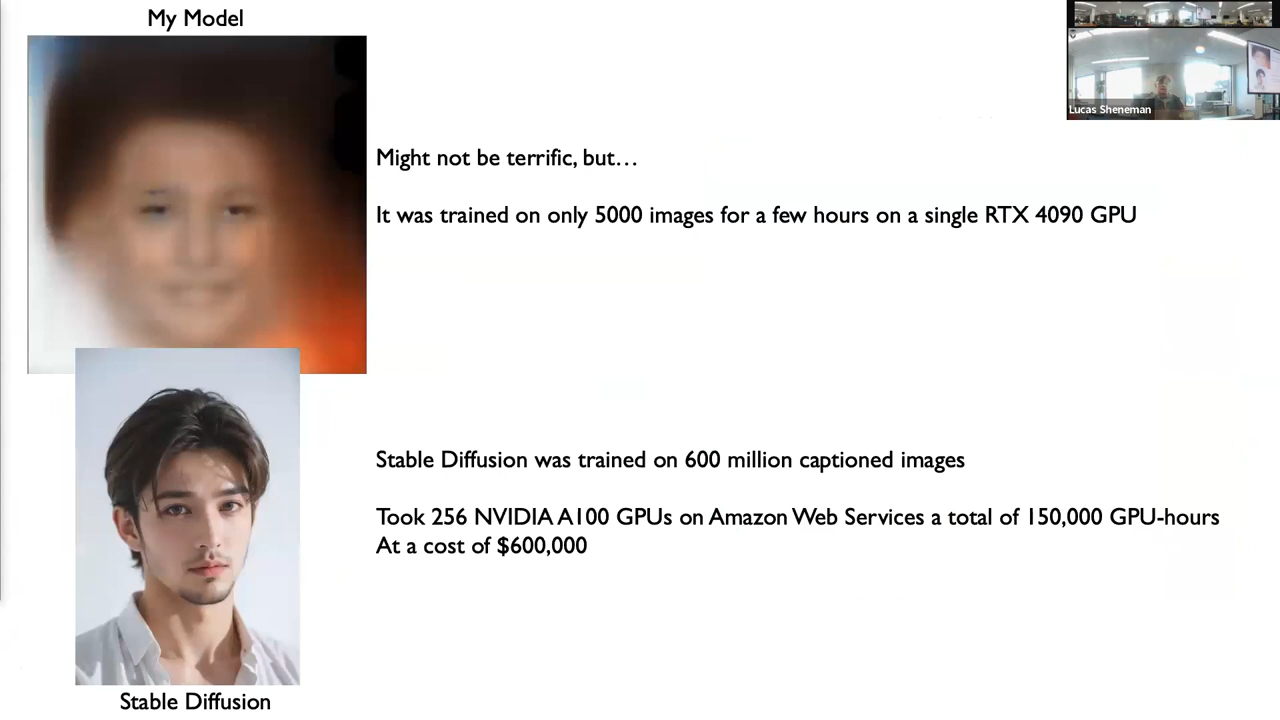 My Model
Lucas Sheneman
Might not be terrific, but…
It was trained on only 5000 images for a few hours on a single RTX 4090 GPU
Stable Diffusion was trained on 600 million captioned images
Took 256 NVIDIA A100 GPUs on Amazon Web Services a total of 150,000 GPU-hours
At a cost of $600,000
Stable Diffusion